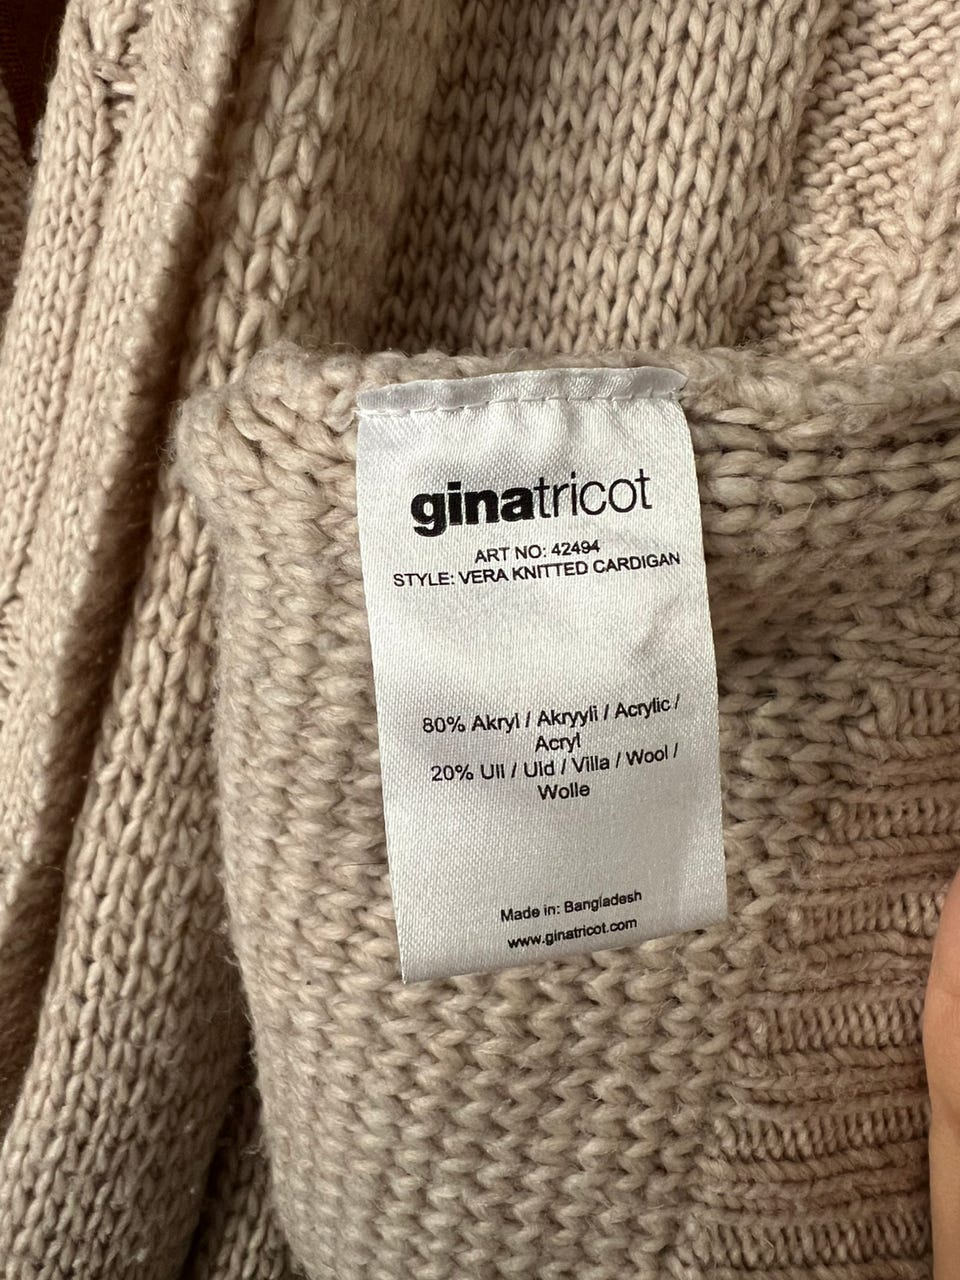 ginatricot
ART NO: 42494
STYLE: VERA KNITTED CARDIGAN
80% Akryl / Akryyli / Acrylic /
Acryl
20% Ull / Uld / Villa / Wool /
Wolle
Made in: Bangladesh
www.ginatricot.com